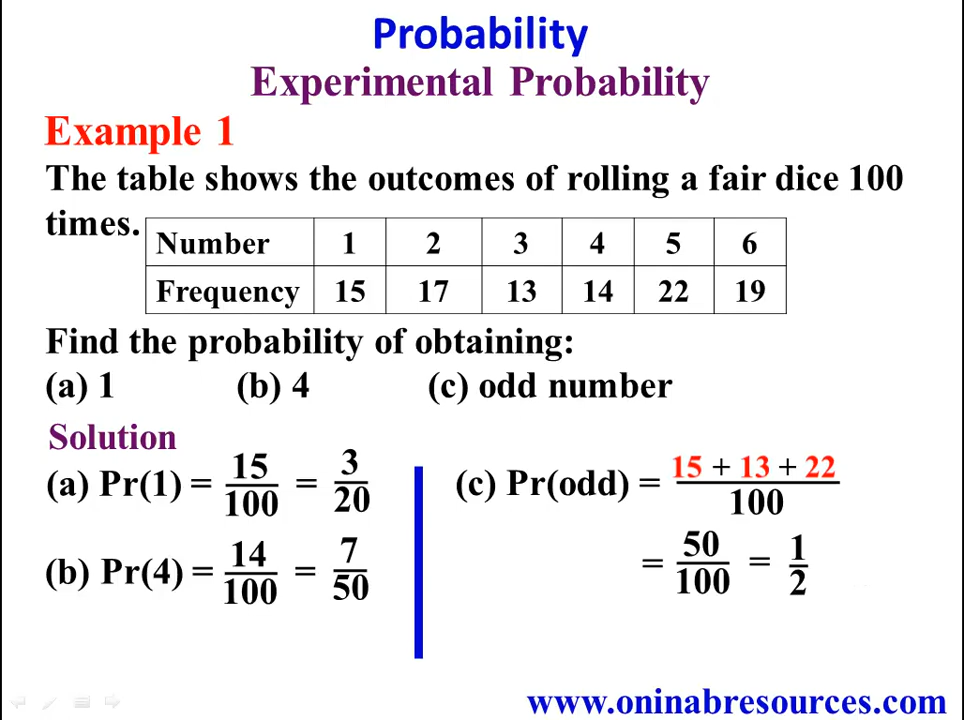 Probability
Experimental Probability
Example 1
The table shows the outcomes of rolling a fair dice 100
times.
Number 1 2 3 4 5 6
Frequency 15 17 13 14 22 19
Find the probability of obtaining:
(a) 1 (b) 4 (c) odd number
Solution
(a) Pr(1) = 15/100 = 3/20
(b) Pr(4) = 14/100 = 7/50
(c) Pr(odd) = 15 + 13 + 22/100
= 50/100 = 1/2
www.oninabresources.com